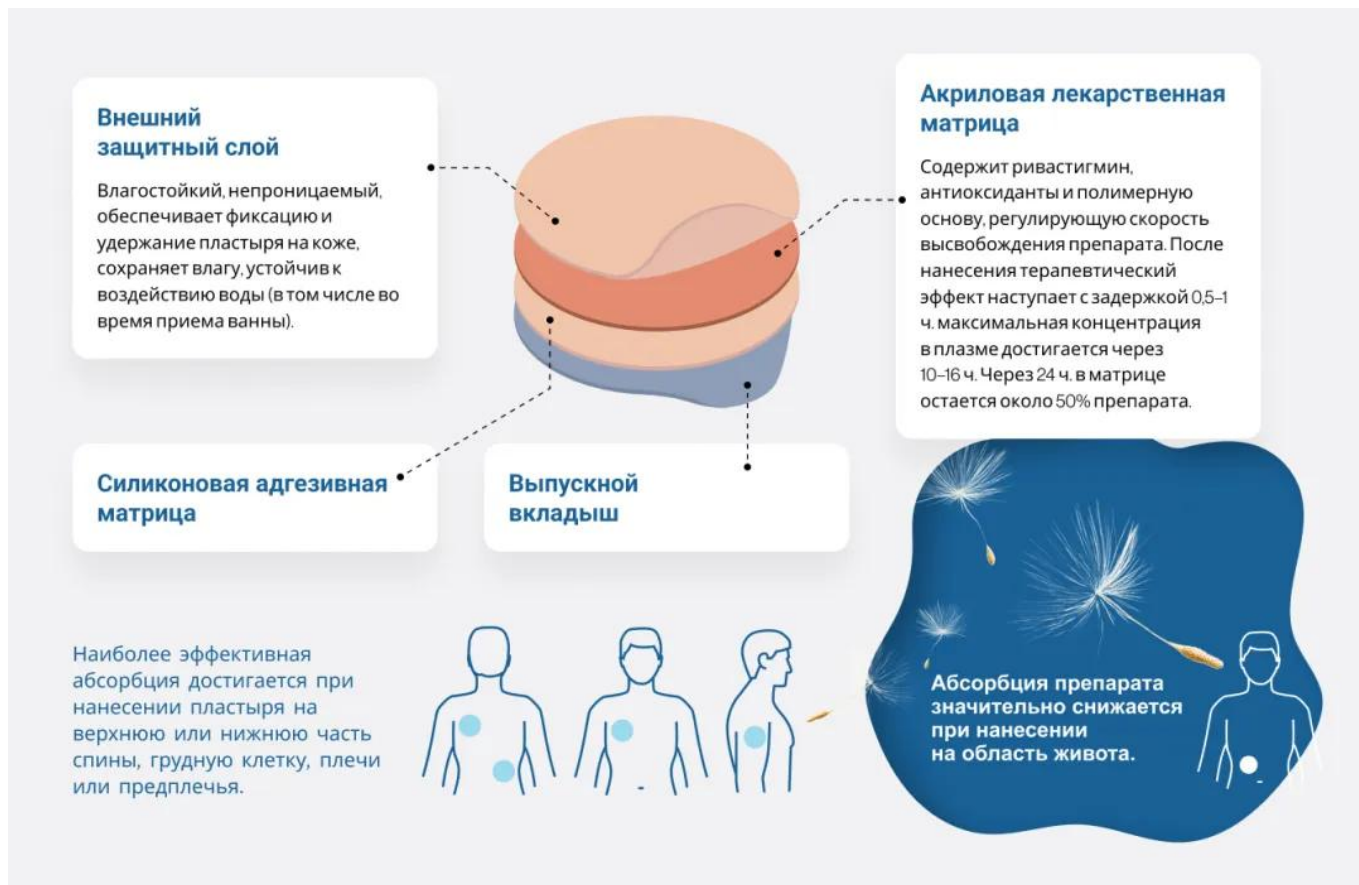 Внешний
защитный слой
Влагостойкий, непроницаемый,
обеспечивает фиксацию и
удержание пластыря на коже,
сохраняет влагу, устойчив к
воздействию воды (в том числе во
время приема ванны).
Акриловая лекарственная
матрица
Содержит ривастигмин,
антиоксиданты и полимерную
основу, регулирующую скорость
высвобождения препарата. После
нанесения терапевтический
эффект наступает с задержкой 0,5–1
ч. максимальная концентрация
в плазме достигается через
10–16 ч. Через 24 ч. в матрице
остается около 50% препарата.
Силиконовая адгезивная
матрица
Выпускной
вкладыш
Наиболее эффективная
абсорбция достигается при
нанесении пластыря на
верхнюю или нижнюю часть
спины, грудную клетку, плечи
или предплечья.
Абсорбция препарата
значительно снижается
при нанесении
на область живота.